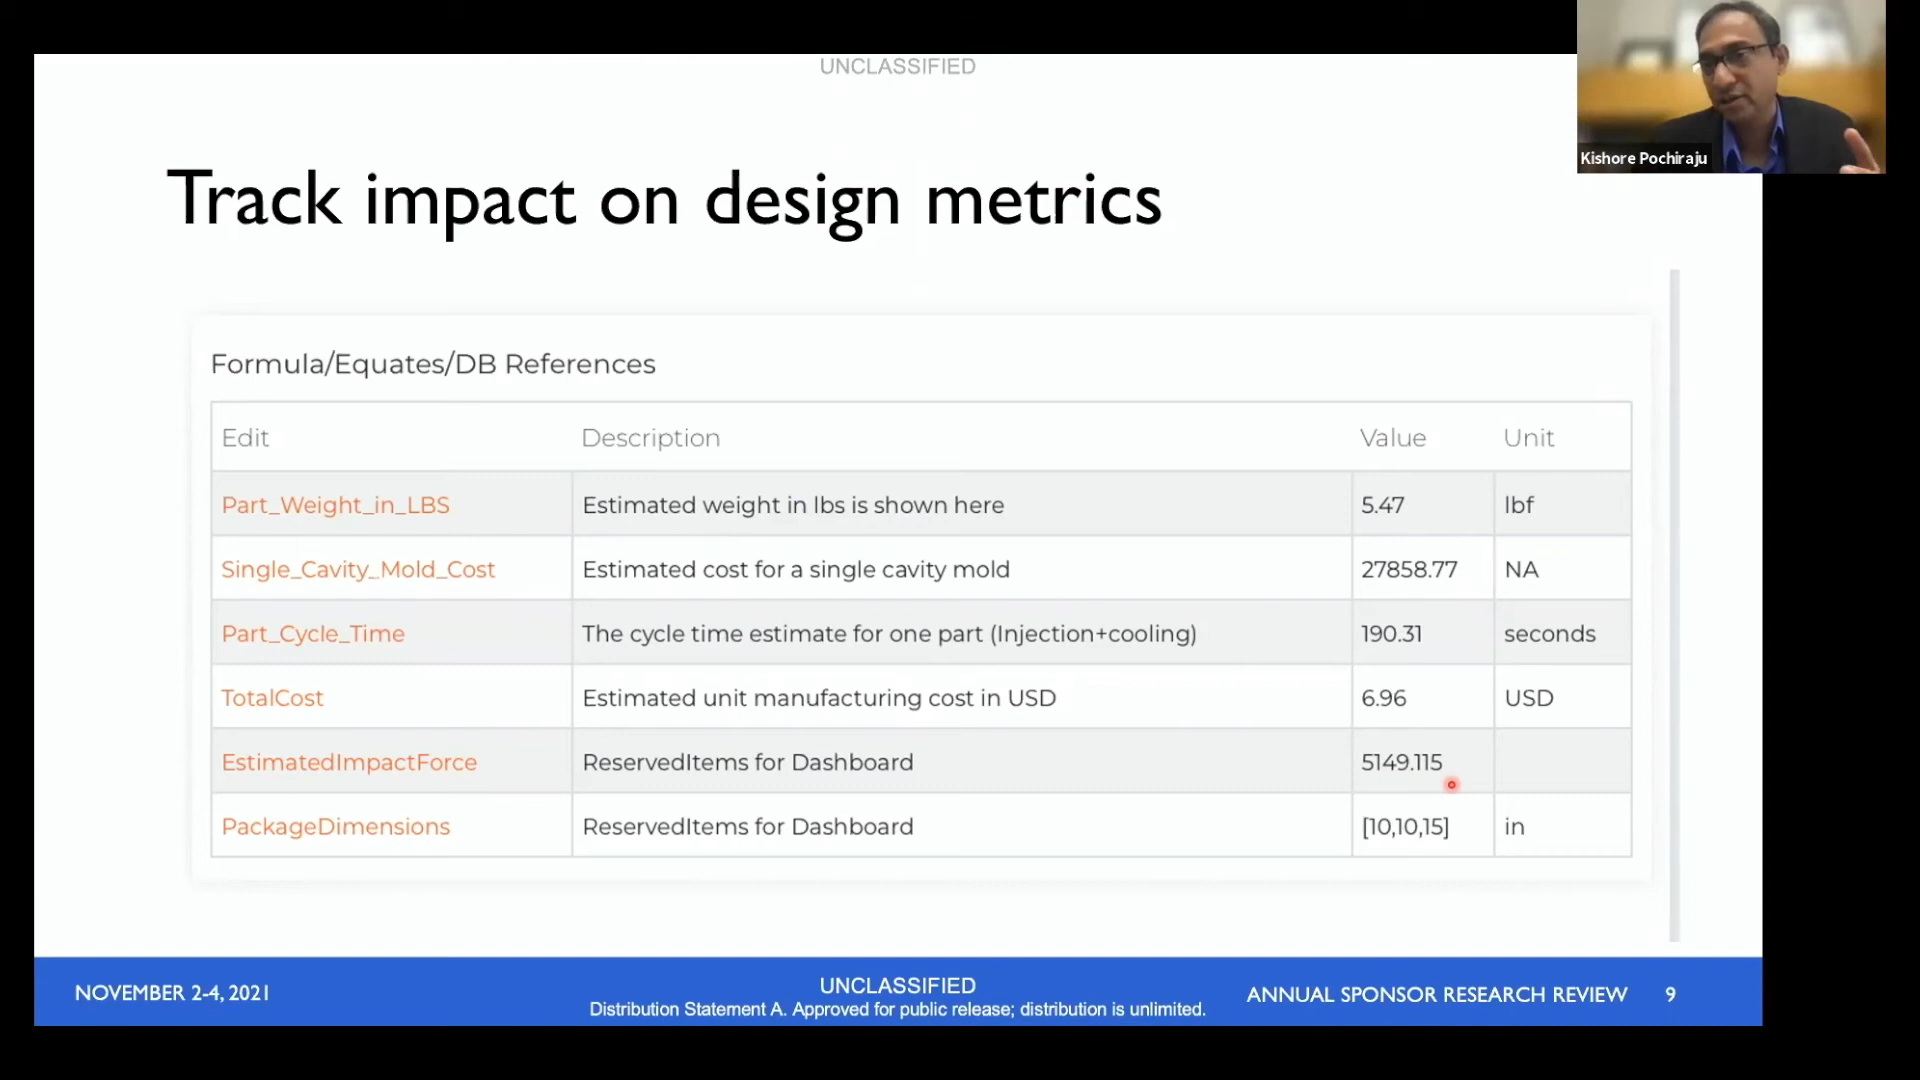 UNCLASSIFIED
Kishore Pochiraju
Track impact on design metrics
Formula/Equates/DB References
Edit Description Value Unit
Part_Weight_in_LBS Estimated weight in lbs is shown here 5.47 lbf
Single_Cavity_Mold_Cost Estimated cost for a single cavity mold 27858.77 NA
Part_Cycle_Time The cycle time estimate for one part (Injection+cooling) 190.31 seconds
TotalCost Estimated unit manufacturing cost in USD 6.96 USD
EstimatedImpactForce ReservedItems for Dashboard 5149.115
PackageDimensions ReservedItems for Dashboard [10,10,15] in
NOVEMBER 2-4, 2021
UNCLASSIFIED
Distribution Statement A. Approved for public release; distribution is unlimited.
ANNUAL SPONSOR RESEARCH REVIEW 9